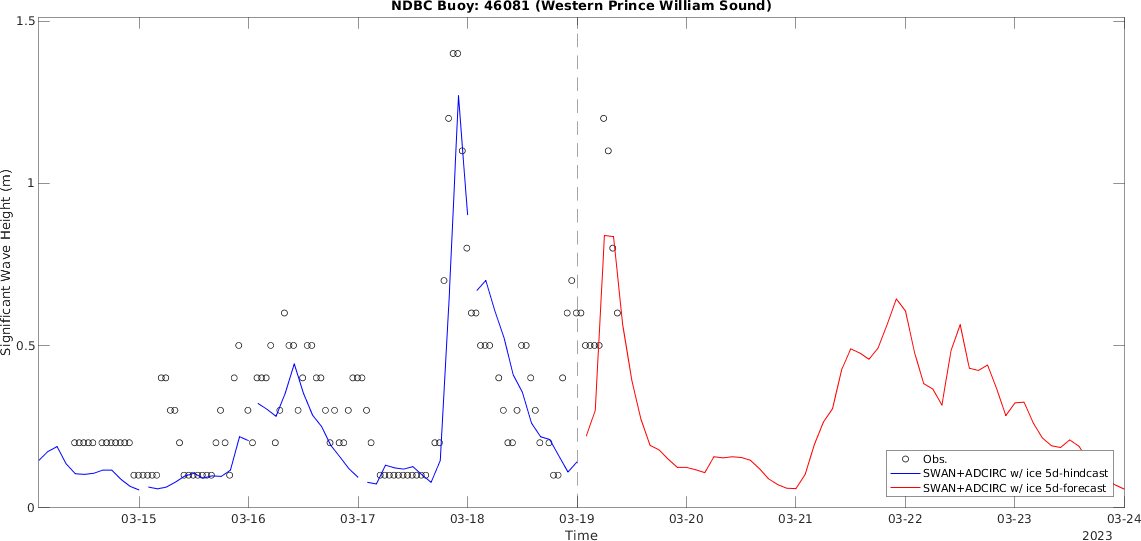 NDBC Buoy: 46081 (Western Prince William Sound)
1.5
1
0.5
0
Significant Wave Height (m)
03-15
03-16
03-17
03-18
03-19
03-20
03-21
03-22
03-23
03-24
Time
2023
Obs.
SWAN+ADCIRC w/ ice 5d-hindcast
SWAN+ADCIRC w/ ice 5d-forecast